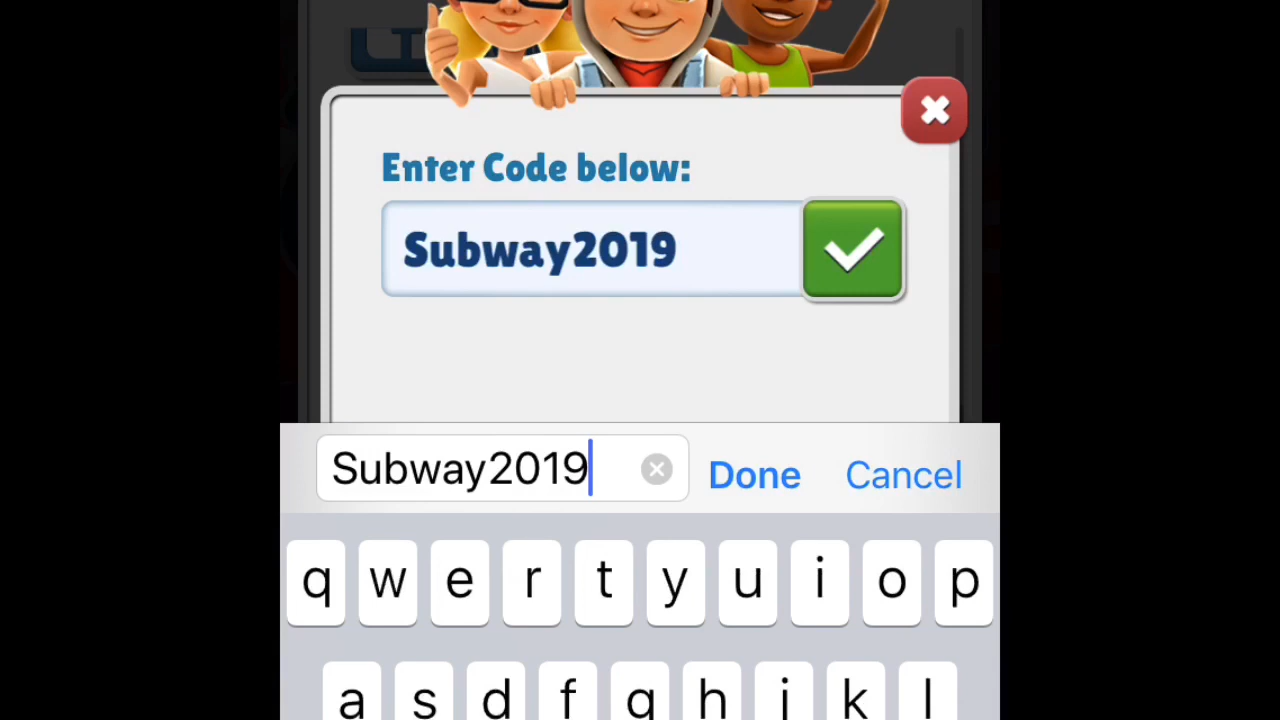 Enter Code below:
Subway2019
Subway2019 Done Cancel
q w e r t y u i o p
a s d f g h j k l